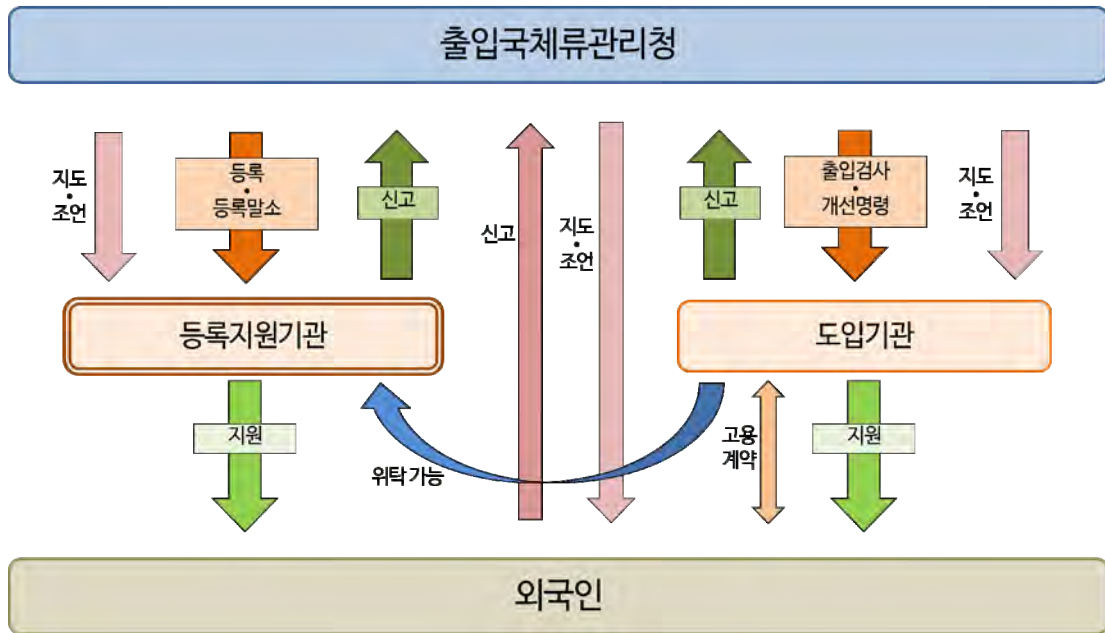 출입국체류관리청
지도
•
조언
등록
•
등록말소
신고
신고
지도
•
조언
신고
출입검사
•
개선명령
지도
•
조언
등록지원기관
도입기관
지원
위탁 가능
고용
계약
지원
외국인